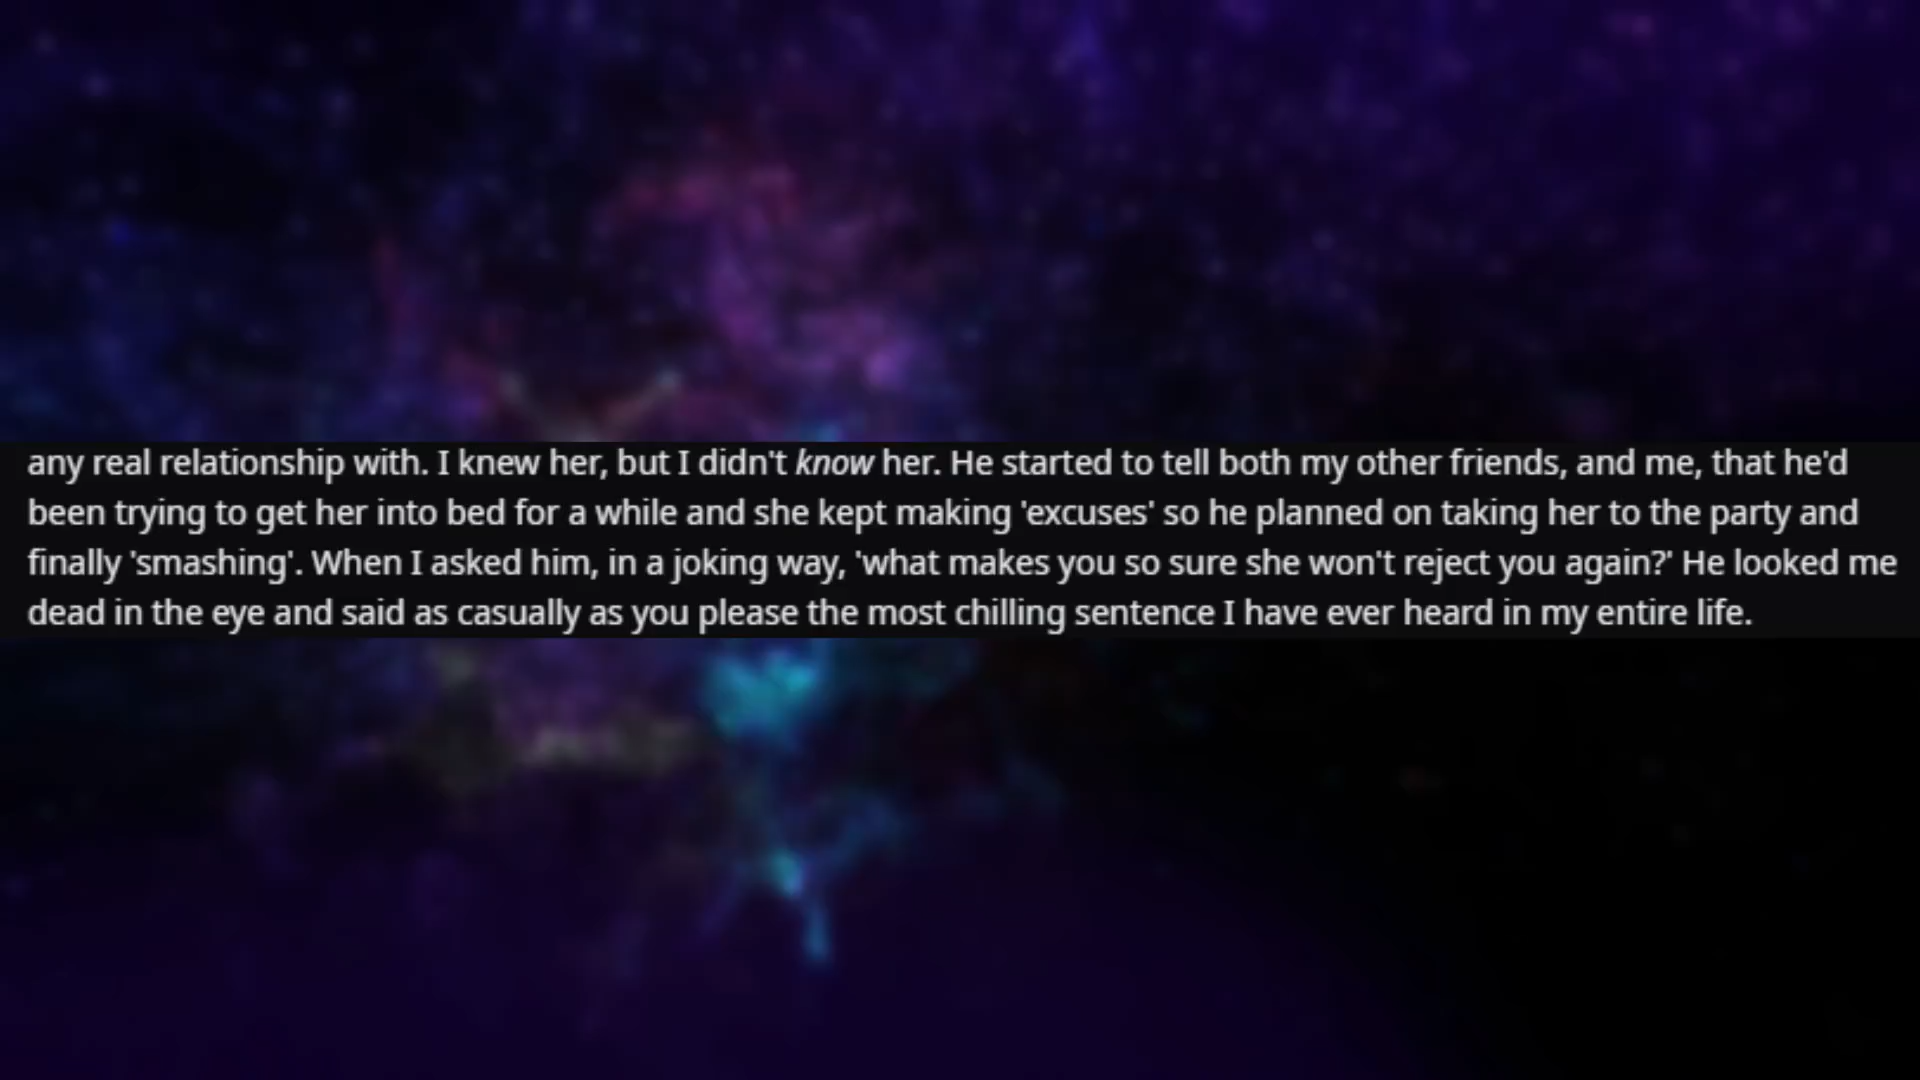 any real relationship with. I knew her, but I didn't know her. He started to tell both my other friends, and me, that he'd
been trying to get her into bed for a while and she kept making 'excuses' so he planned on taking her to the party and
finally 'smashing'. When I asked him, in a joking way, 'what makes you so sure she won't reject you again?' He looked me
dead in the eye and said as casually as you please the most chilling sentence I have ever heard in my entire life.